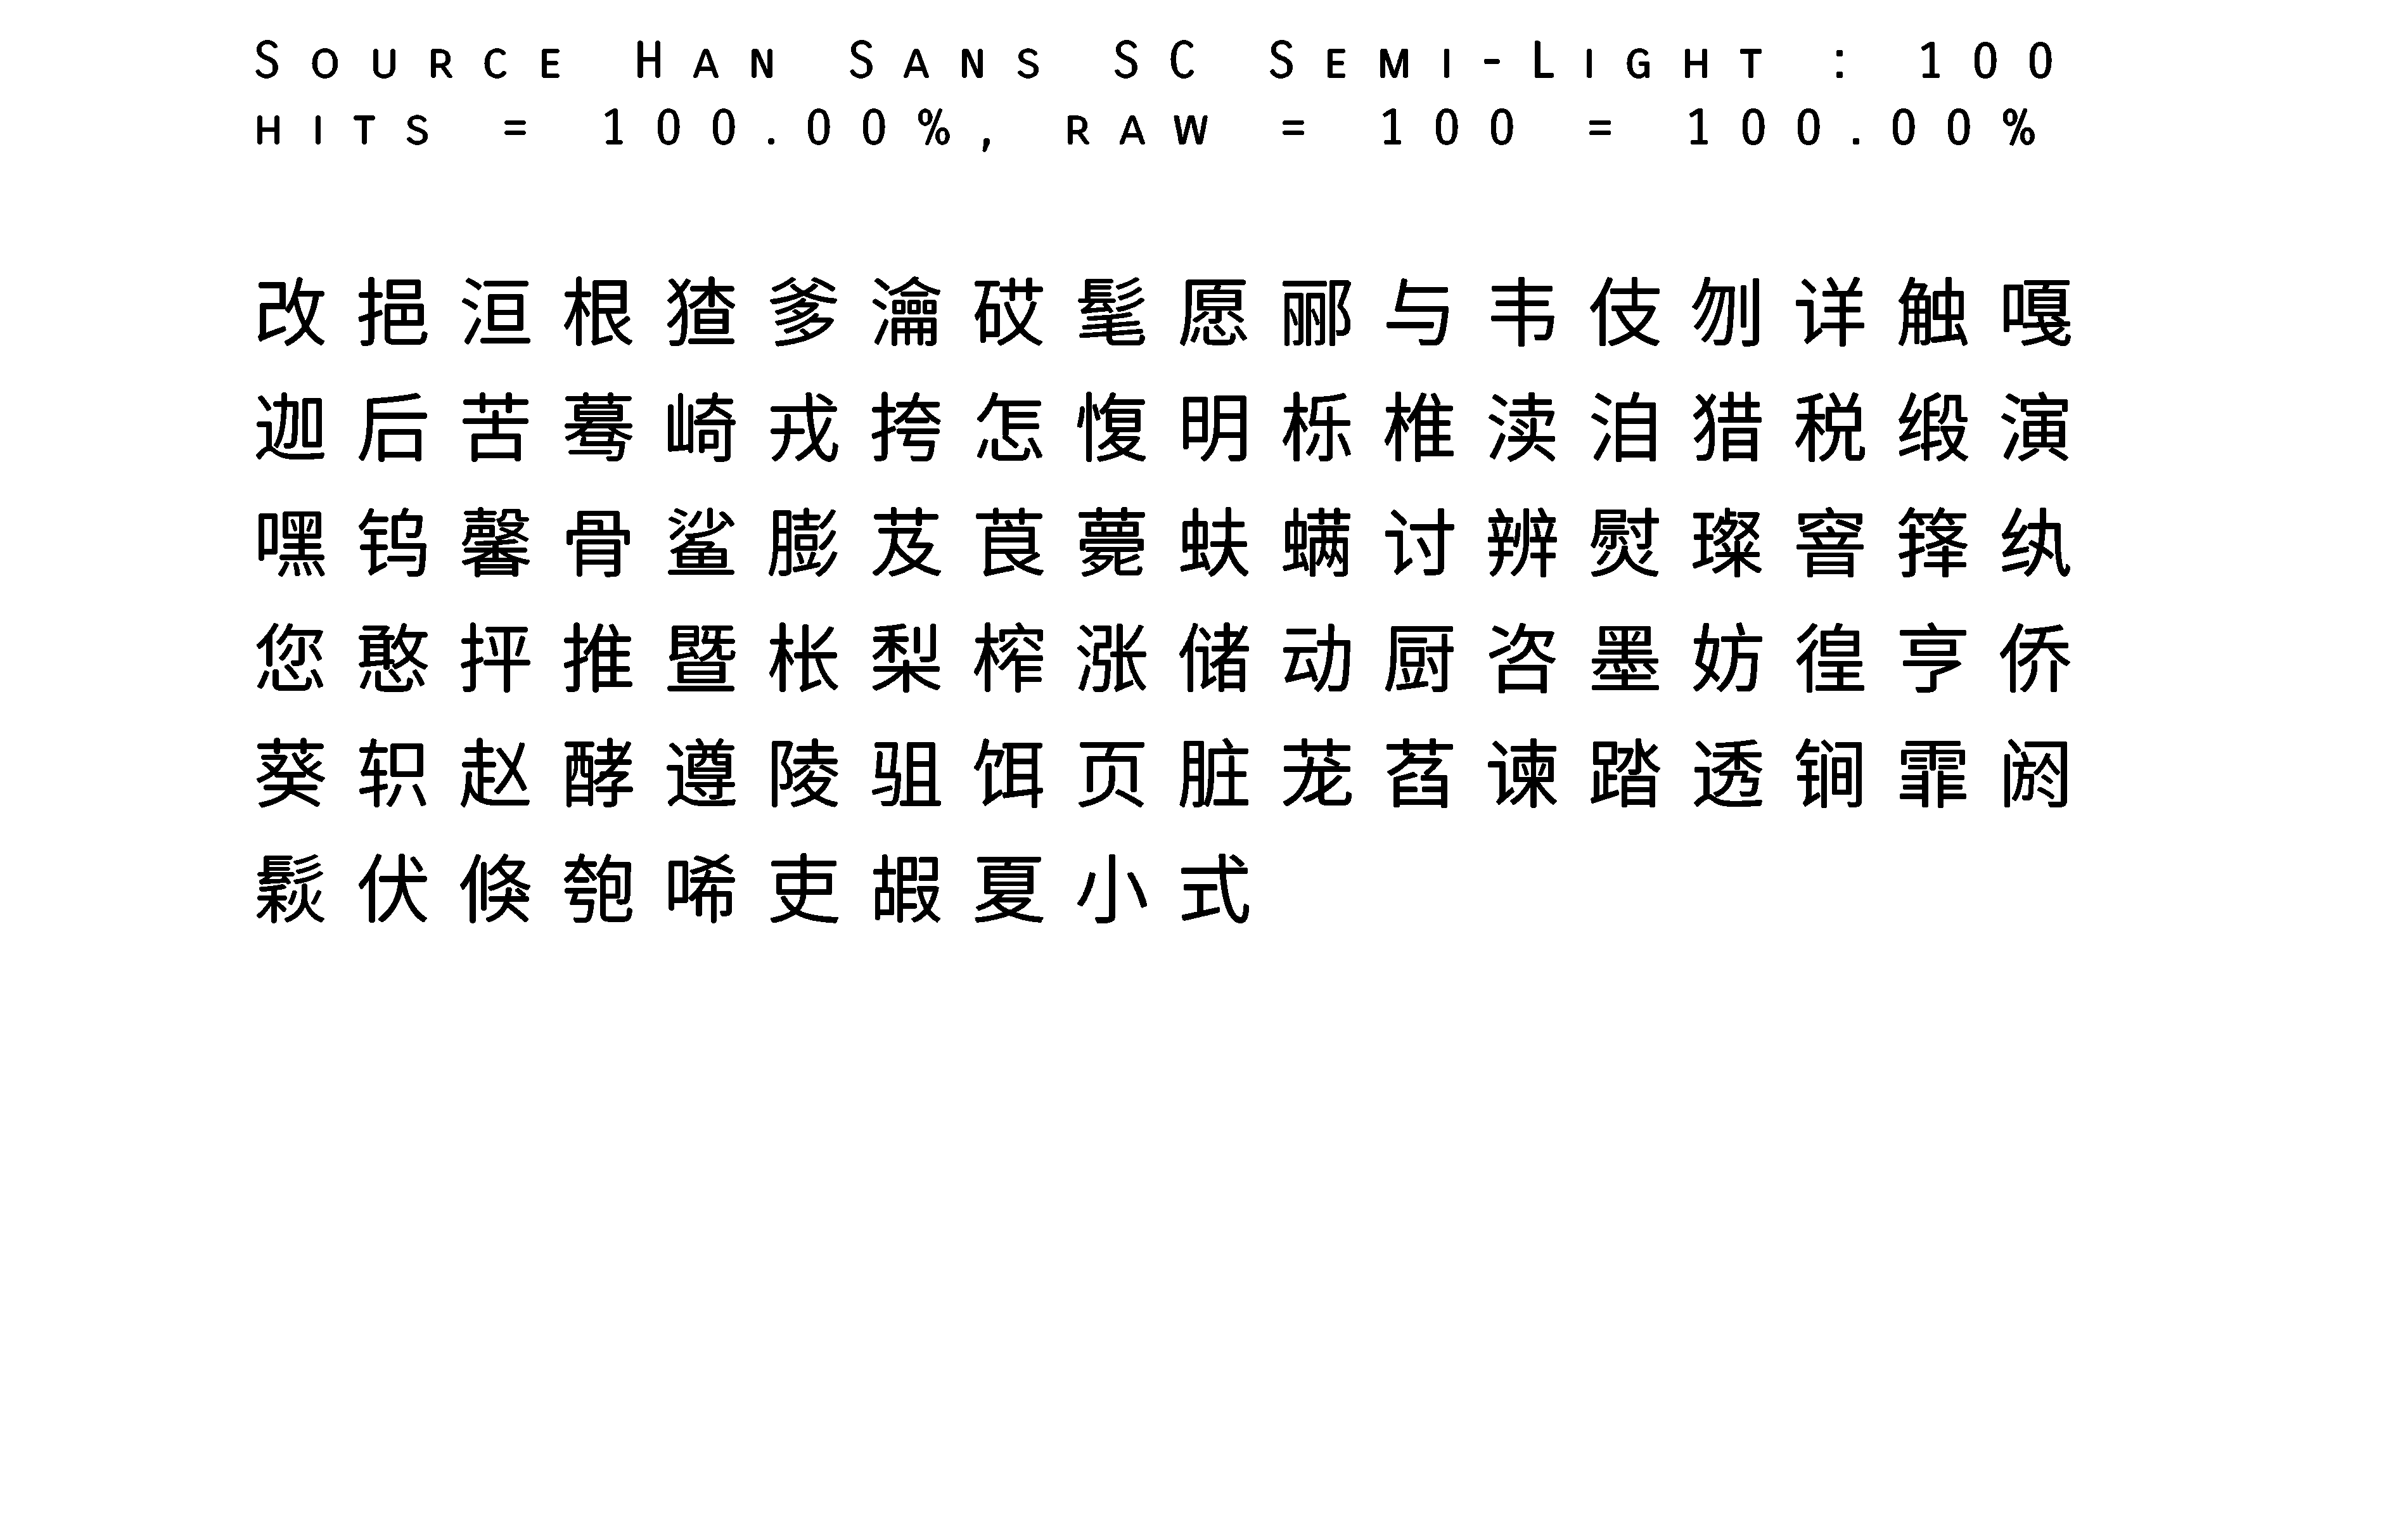 Source Han Sans SC Semi-Light : 100
hits = 100.00%, raw = 100 = 100.00%
改挹洹根猹爹瀹砹髦愿郦与韦伎刎详触嘎
迦后苦蓦崎戎挎怎愎明栎椎渎洎猎税缎演
嘿钨馨骨鲨膨芨莨薨蚨螨讨辨熨璨窨箨纨
您憨抨推暨枨梨榨涨储动厨咨墨妨徨亨侨
葵轵赵酵遵陵驵饵页脏茏萏谏踏透锏霏阏
鬏伏倏匏唏吏嘏夏小式